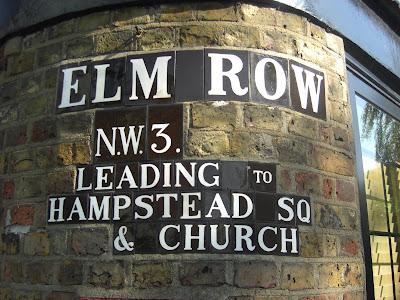 ELM ROW
N.W.3.
LEADING TO
HAMPSTEAD SQ
& CHURCH